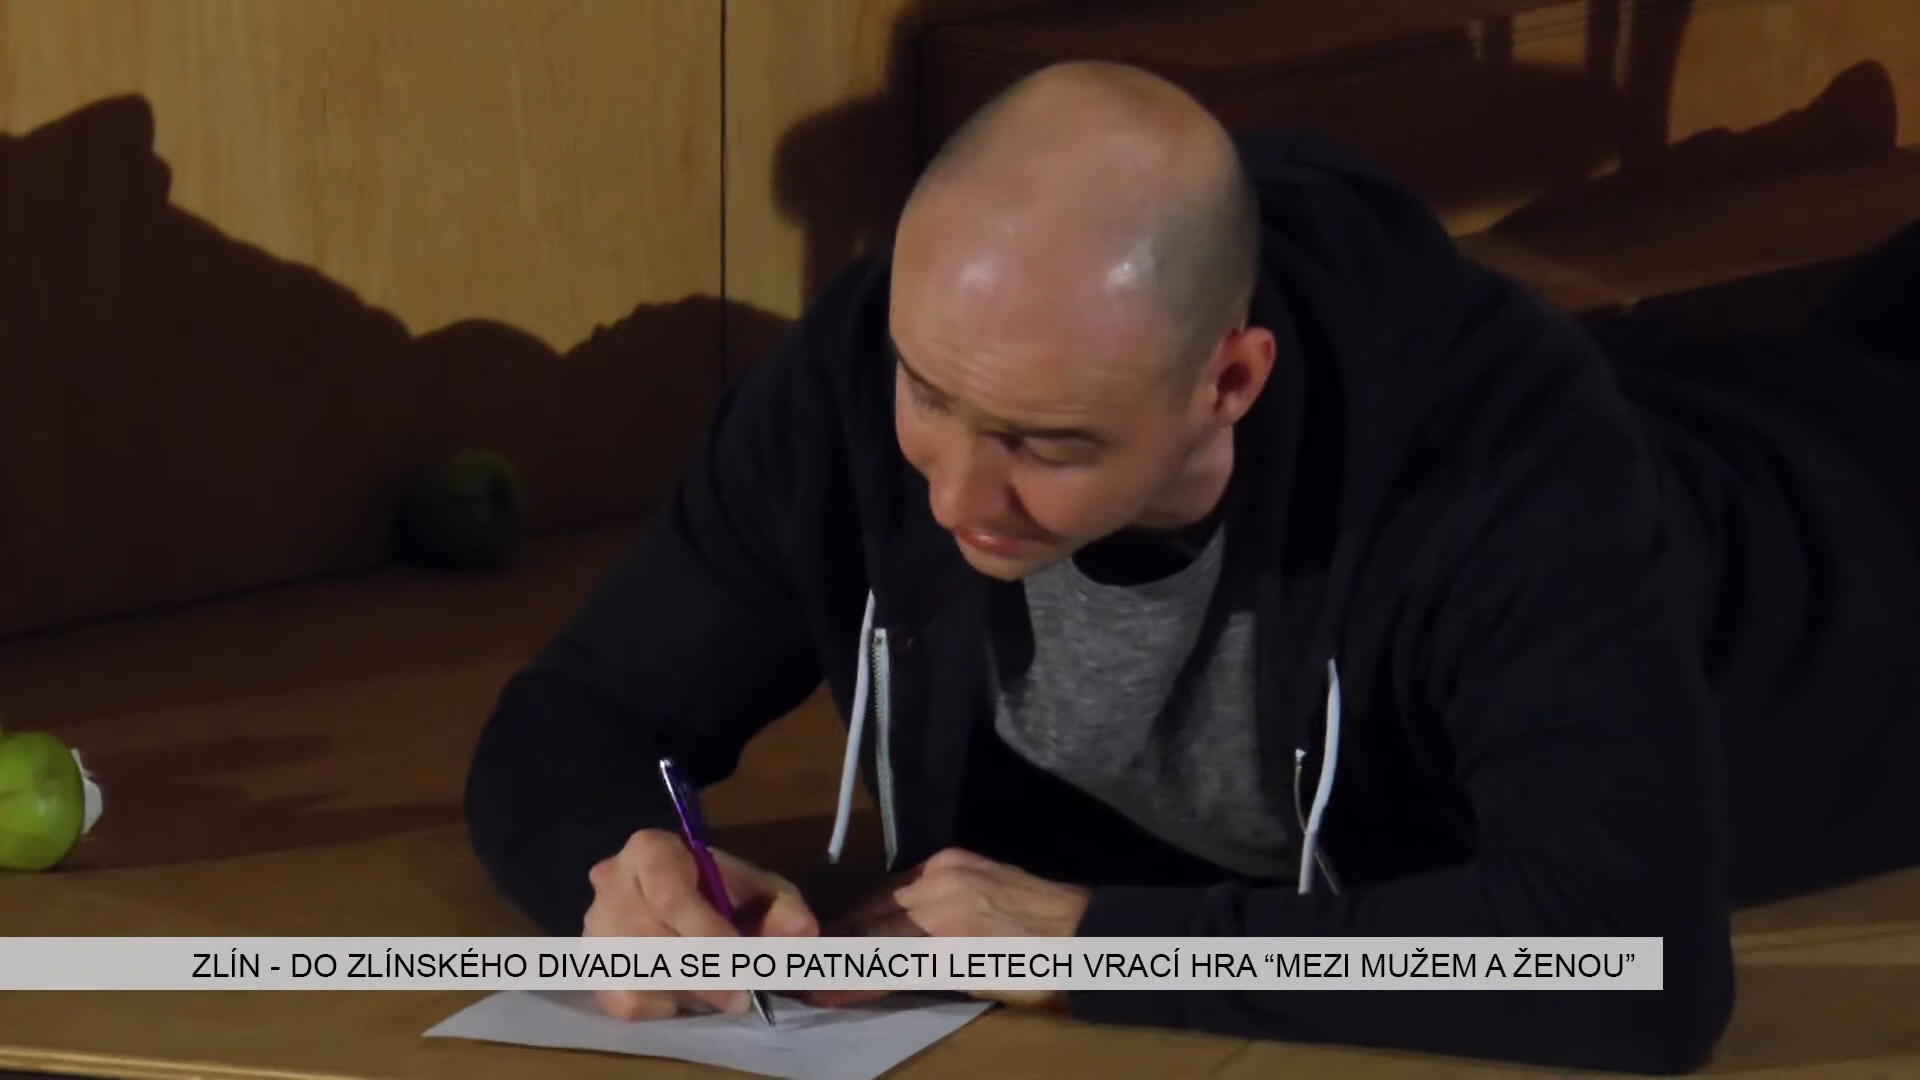 ZLÍN - DO ZLÍNSKÉHO DIVADLA SE PO PATNÁCTI LETECH VRACÍ HRA “MEZI MUŽEM A ŽENOU”